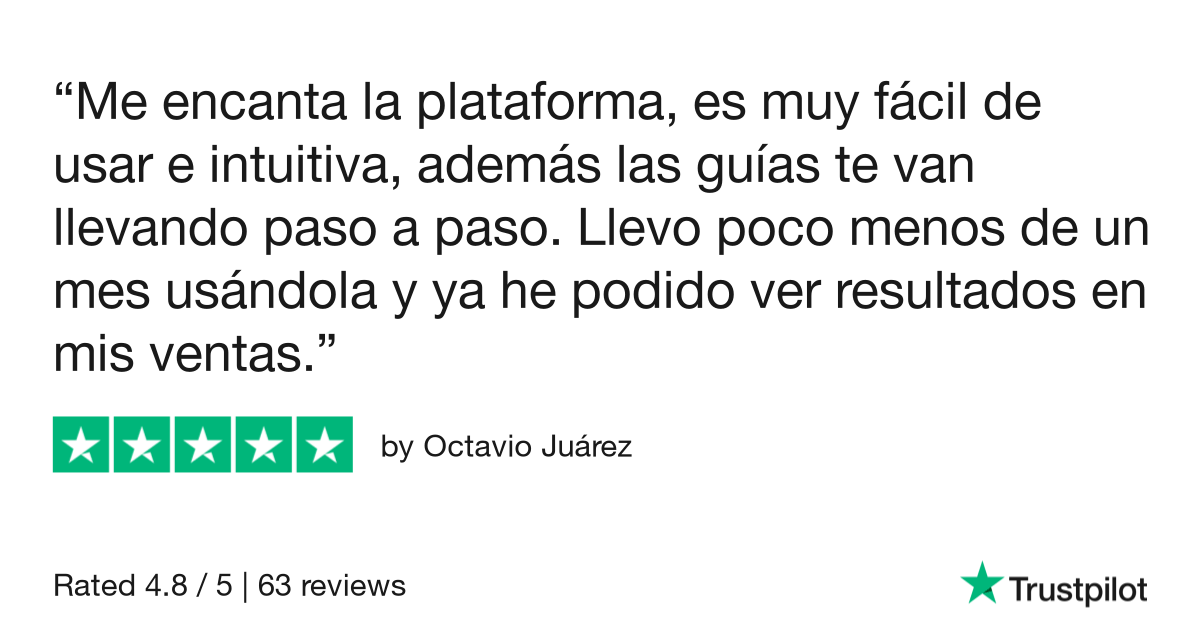 “Me encanta la plataforma, es muy fácil de
usar e intuitiva, además las guías te van
llevando paso a paso. Llevo poco menos de un
mes usándola y ya he podido ver resultados en
mis ventas.”
by Octavio Juárez
Rated 4.8 / 5 | 63 reviews
Trustpilot